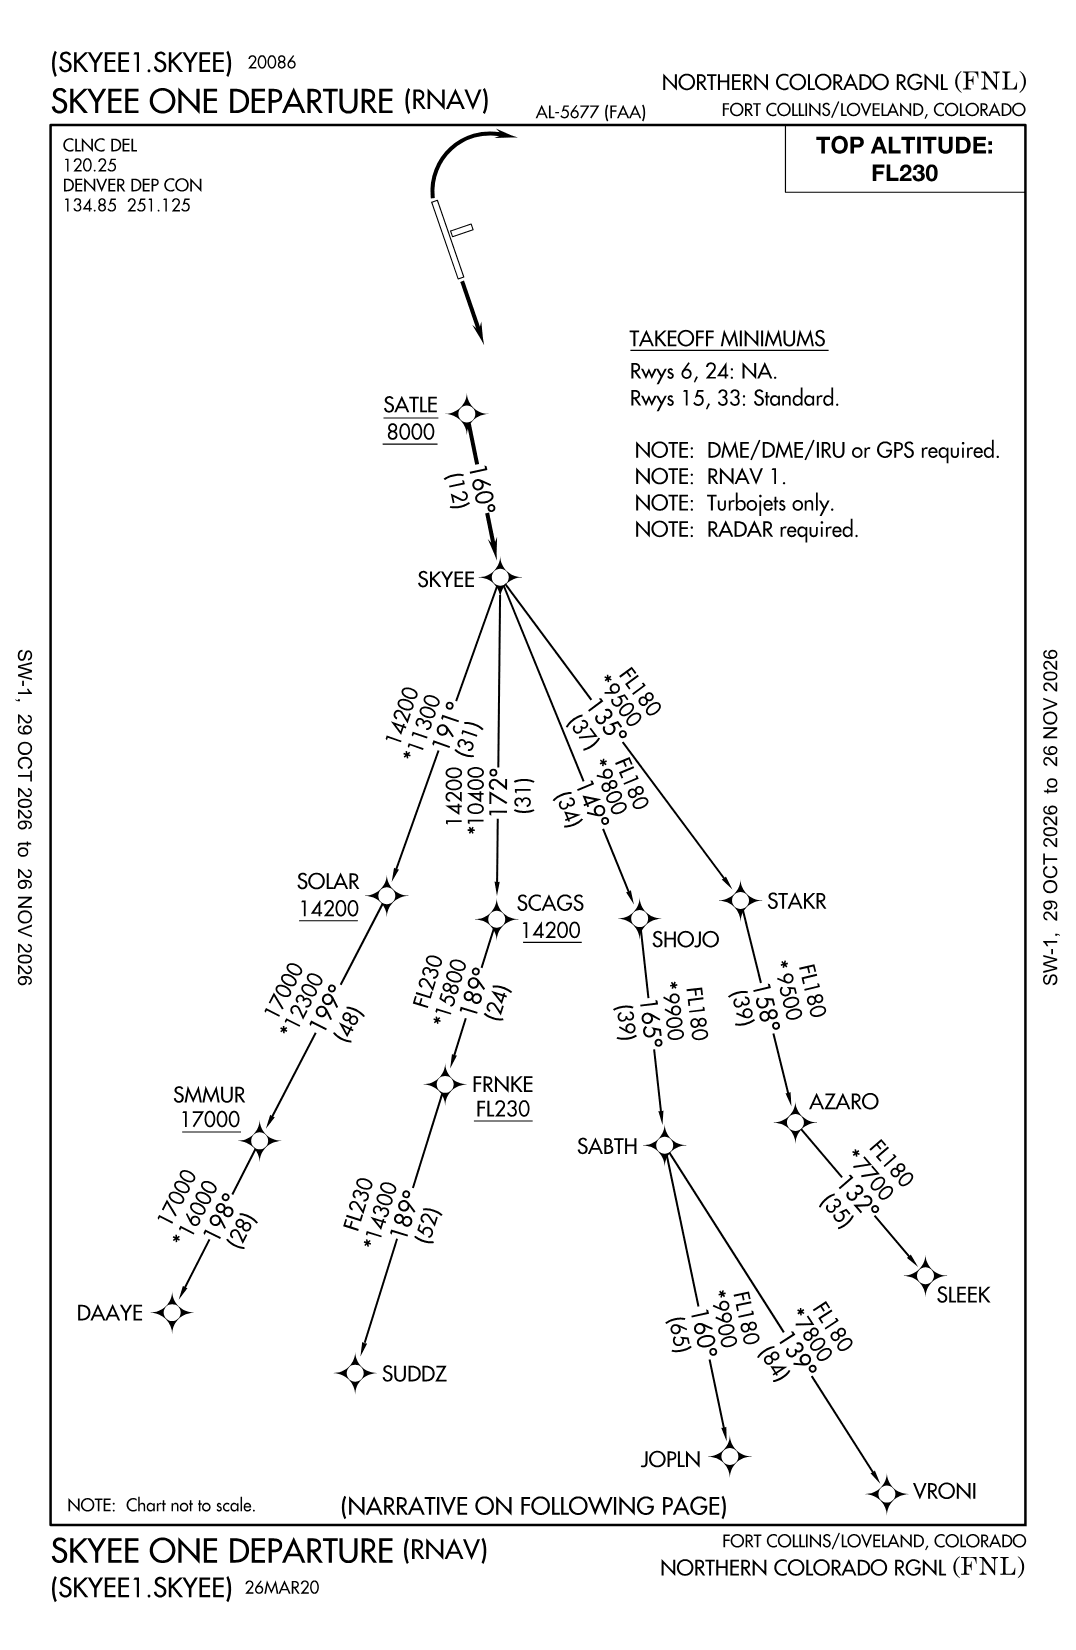 (SKYEE1.SKYEE) 20086
SKYEE ONE DEPARTURE (RNAV)
AL-5677 (FAA)
NORTHERN COLORADO RGNL (FNL)
FORT COLLINS/LOVELAND, COLORADO
CLNC DEL
120.25
DENVER DEP CON
134.85 251.125
TOP ALTITUDE:
FL230
TAKEOFF MINIMUMS
Rwys 6, 24: NA.
Rwys 15, 33: Standard.
NOTE: DME/DME/IRU or GPS required.
NOTE: RNAV 1.
NOTE: Turbojets only.
NOTE: RADAR required.
SATLE
8000
160°
(12)
SKYEE
14200
*11300
191°
(31)
14200
*10400
172°
(31)
FL180
*9800
149°
(34)
FL180
*9500
135°
(37)
SOLAR
14200
SCAGS
14200
SHOJO
STAKR
17000
*12300
199°
(48)
FL230
*15800
189°
(24)
FL180
*9900
165°
(39)
FL180
*9500
158°
(39)
SMMUR
17000
FRNKE
FL230
SABTH
AZARO
17000
*16000
198°
(28)
FL230
*14300
189°
(52)
FL180
*9900
160°
(65)
FL180
*7800
139°
(84)
FL180
*7700
132°
(35)
SLEEK
DAAYE
SUDDZ
JOPLN
VRONI
NOTE: Chart not to scale.
(NARRATIVE ON FOLLOWING PAGE)
SKYEE ONE DEPARTURE (RNAV)
(SKYEE1.SKYEE) 26MAR20
FORT COLLINS/LOVELAND, COLORADO
NORTHERN COLORADO RGNL (FNL)
SW-1, 29 OCT 2026 to 26 NOV 2026
SW-1, 29 OCT 2026 to 26 NOV 2026